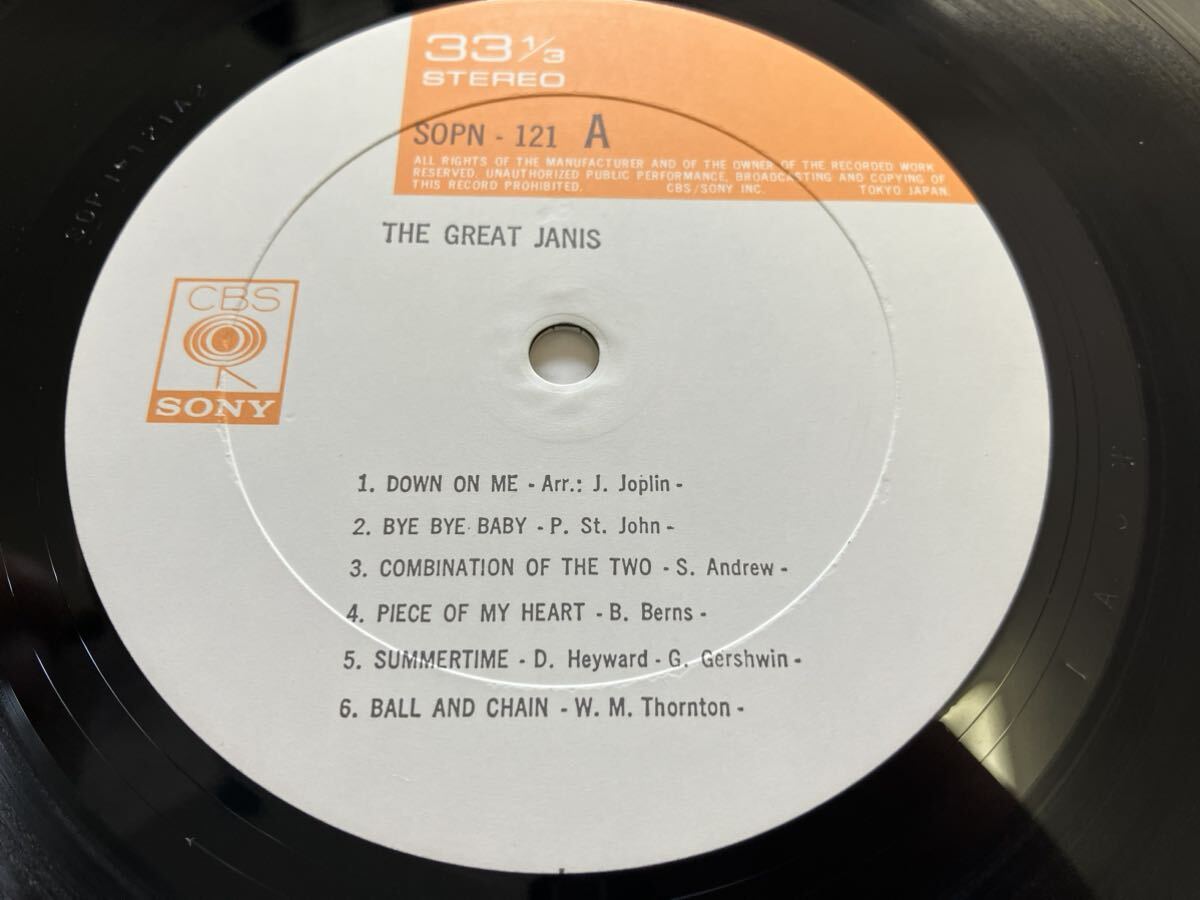 33 1/3
STEREO
SOPN - 121 A
ALL RIGHTS OF THE MANUFACTURER AND OF THE OWNER OF THE RECORDED WORK
RESERVED. UNAUTHORIZED PUBLIC PERFORMANCE, BROADCASTING AND COPYING OF
THIS RECORD PROHIBITED. CBS/SONY INC. TOKYO JAPAN.
THE GREAT JANIS
CBS
SONY
1. DOWN ON ME - Arr.: J. Joplin -
2. BYE BYE BABY - P. St. John -
3. COMBINATION OF THE TWO - S. Andrew -
4. PIECE OF MY HEART - B. Berns -
5. SUMMERTIME - D. Heyward - G. Gershwin -
6. BALL AND CHAIN - W. M. Thornton -